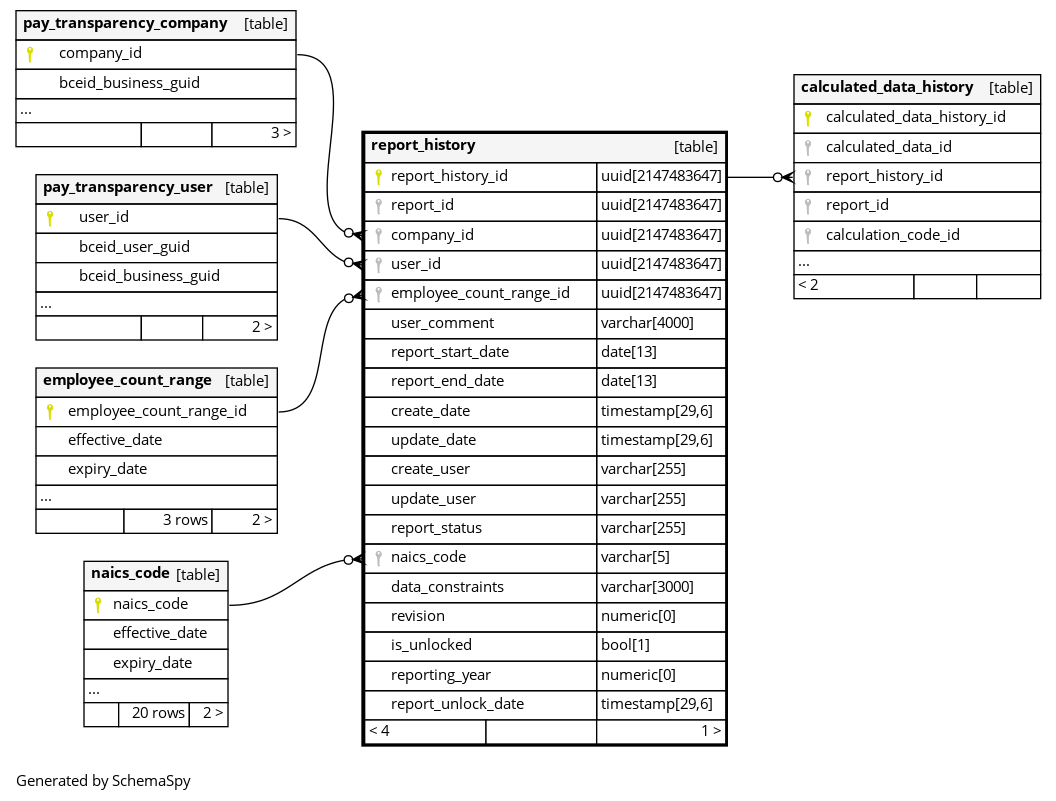 pay_transparency_company [table]
company_id
bceid_business_guid
...
3 >
pay_transparency_user [table]
user_id
bceid_user_guid
bceid_business_guid
...
2 >
employee_count_range [table]
employee_count_range_id
effective_date
expiry_date
...
3 rows 2 >
naics_code [table]
naics_code
effective_date
expiry_date
...
20 rows 2 >
report_history [table]
report_history_id uuid[2147483647]
report_id uuid[2147483647]
company_id uuid[2147483647]
user_id uuid[2147483647]
employee_count_range_id uuid[2147483647]
user_comment varchar[4000]
report_start_date date[13]
report_end_date date[13]
create_date timestamp[29,6]
update_date timestamp[29,6]
create_user varchar[255]
update_user varchar[255]
report_status varchar[255]
naics_code varchar[5]
data_constraints varchar[3000]
revision numeric[0]
is_unlocked bool[1]
reporting_year numeric[0]
report_unlock_date timestamp[29,6]
< 4 1 >
calculated_data_history [table]
calculated_data_history_id
calculated_data_id
report_history_id
report_id
calculation_code_id
...
< 2
Generated by SchemaSpy